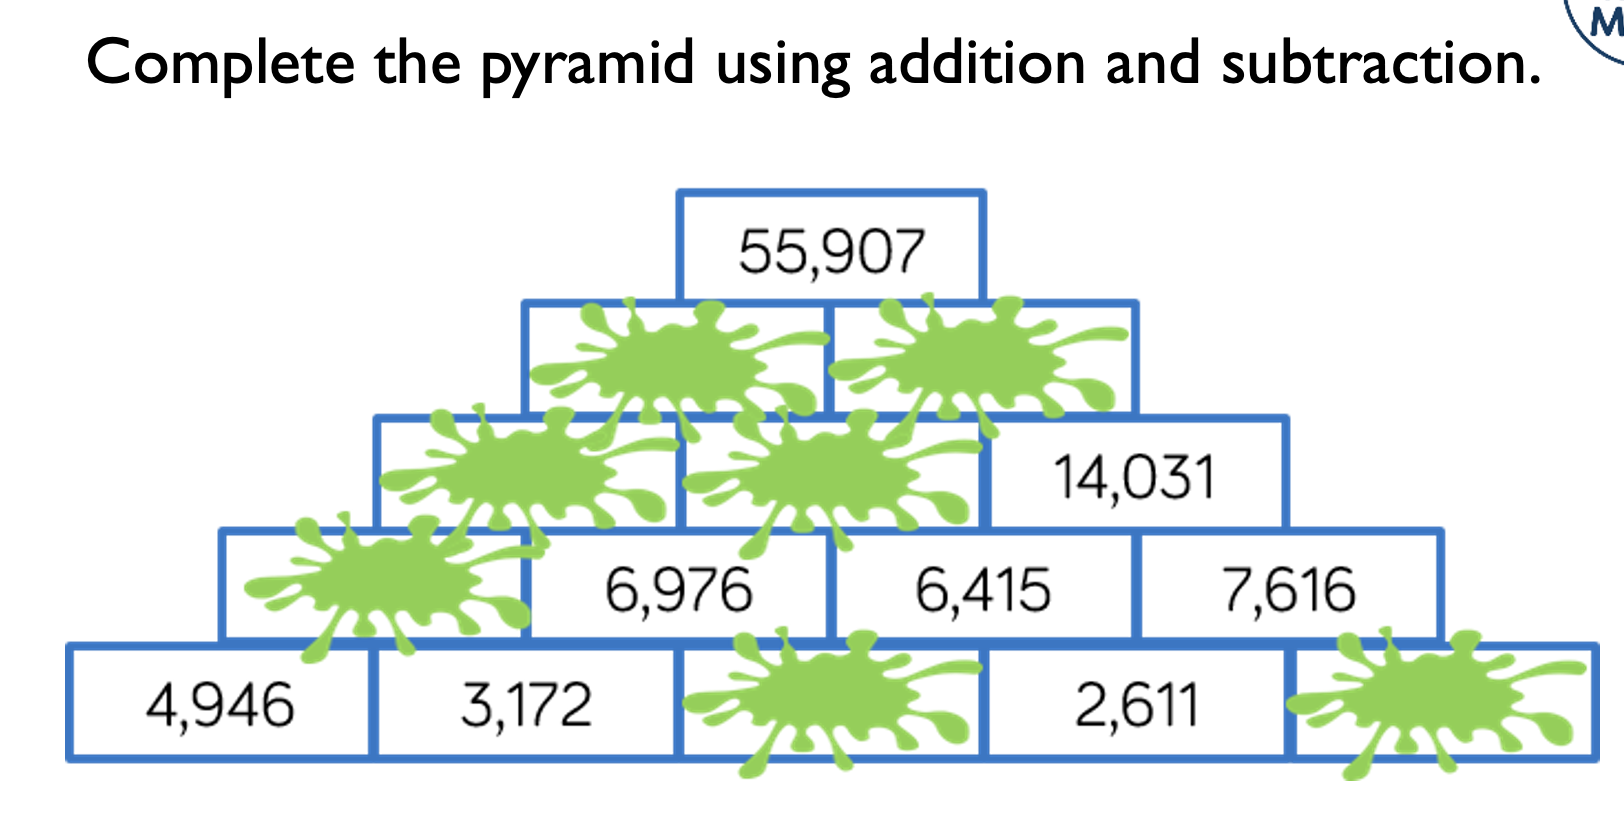 Complete the pyramid using addition and subtraction.
M
55,907
14,031
6,976 6,415 7,616
4,946 3,172 2,611